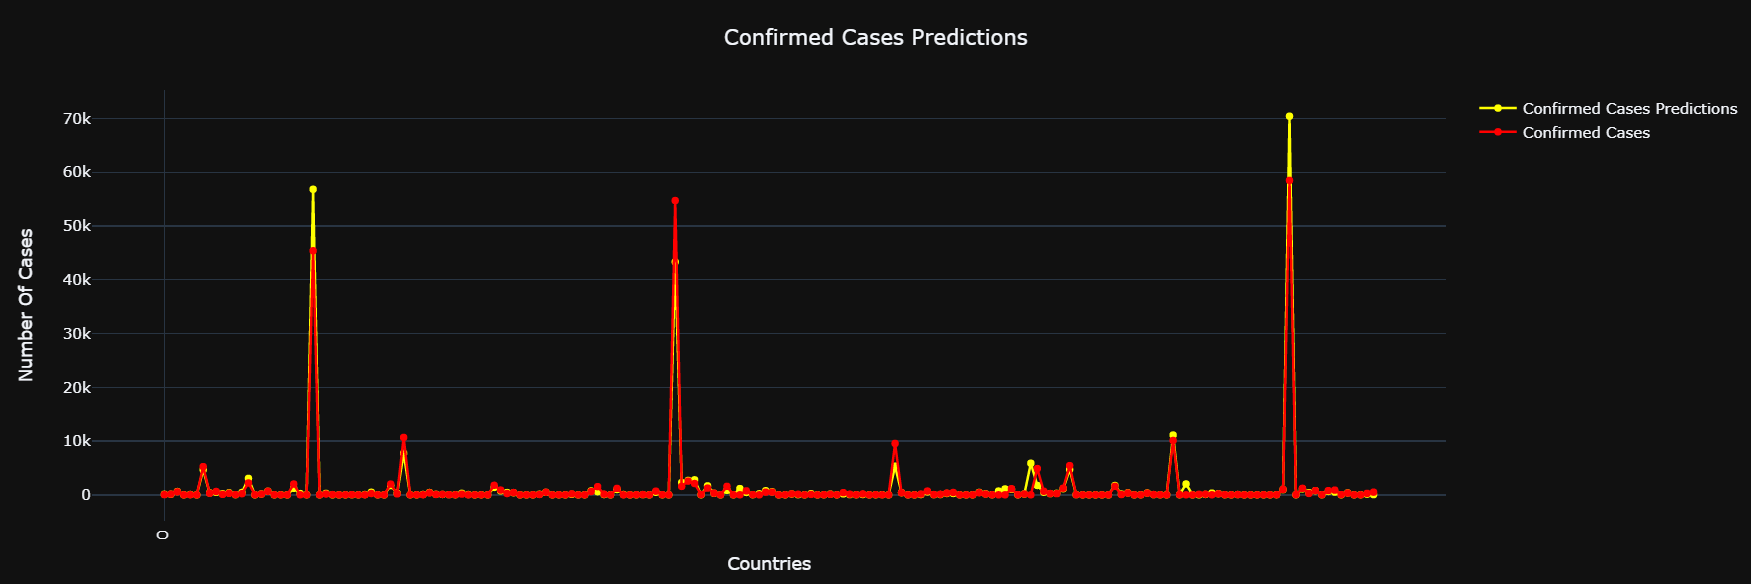 Confirmed Cases Predictions
Confirmed Cases Predictions
Confirmed Cases
70k
60k
50k
40k
30k
20k
10k
0
Number Of Cases
0
Countries